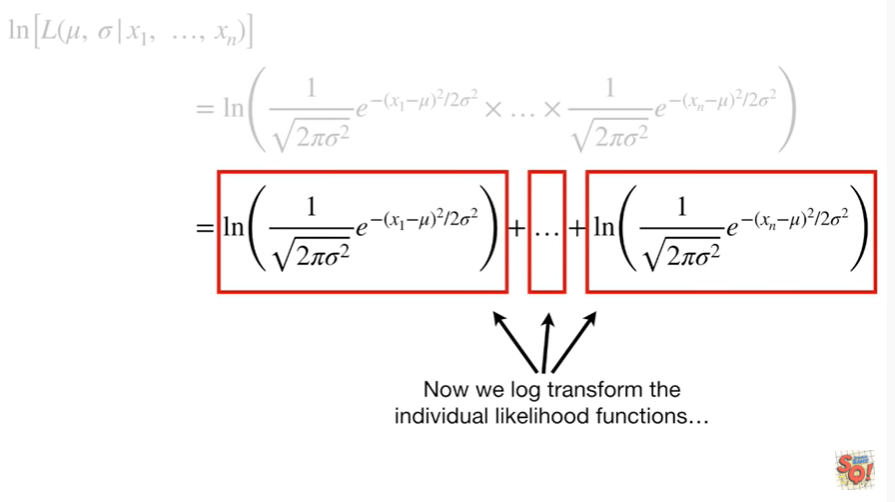 ln[L(μ, σ|x₁, …, xₙ)]
= ln(1/√(2πσ²) e^(−(x₁−μ)²/2σ²) × … × 1/√(2πσ²) e^(−(xₙ−μ)²/2σ²))
= ln(1/√(2πσ²) e^(−(x₁−μ)²/2σ²)) + … + ln(1/√(2πσ²) e^(−(xₙ−μ)²/2σ²))
Now we log transform the
individual likelihood functions…
SQ!